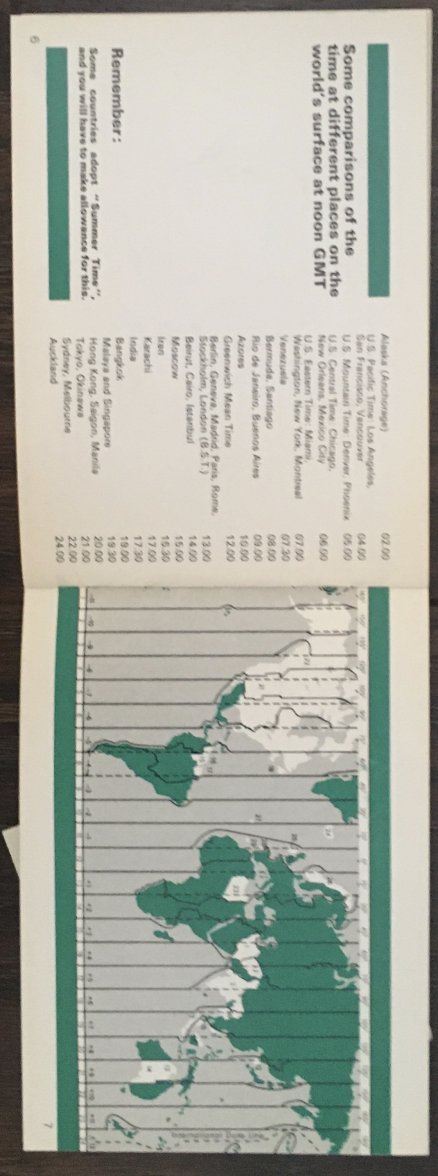 Some comparisons of the
time at different places on the
world's surface at noon GMT
Remember:
Some countries adopt "Summer Time",
and you will have to make allowance for this.
6
Alaska (Anchorage) 02.00
U.S. Pacific Time: Los Angeles,
San Francisco, Vancouver 04.00
U.S. Mountain Time: Denver, Phoenix 05.00
U.S. Central Time: Chicago,
New Orleans, Mexico City 06.00
U.S. Eastern Time: Miami,
Washington, New York, Montreal 07.00
Venezuela 07.30
Bermuda, Santiago 08.00
Rio de Janeiro, Buenos Aires 09.00
Azores 10.00
Greenwich Mean Time 12.00
Berlin, Geneva, Madrid, Paris, Rome,
Stockholm, London (B.S.T.) 13.00
Beirut, Cairo, Istanbul 14.00
Moscow 15.00
Iran 15.30
Karachi 17.00
India 17.30
Bangkok 19.00
Malaya and Singapore 19.30
Hong Kong, Saigon, Manila 20.00
Tokyo, Okinawa 21.00
Sydney, Melbourne 22.00
Auckland 24.00
International Date Line
7